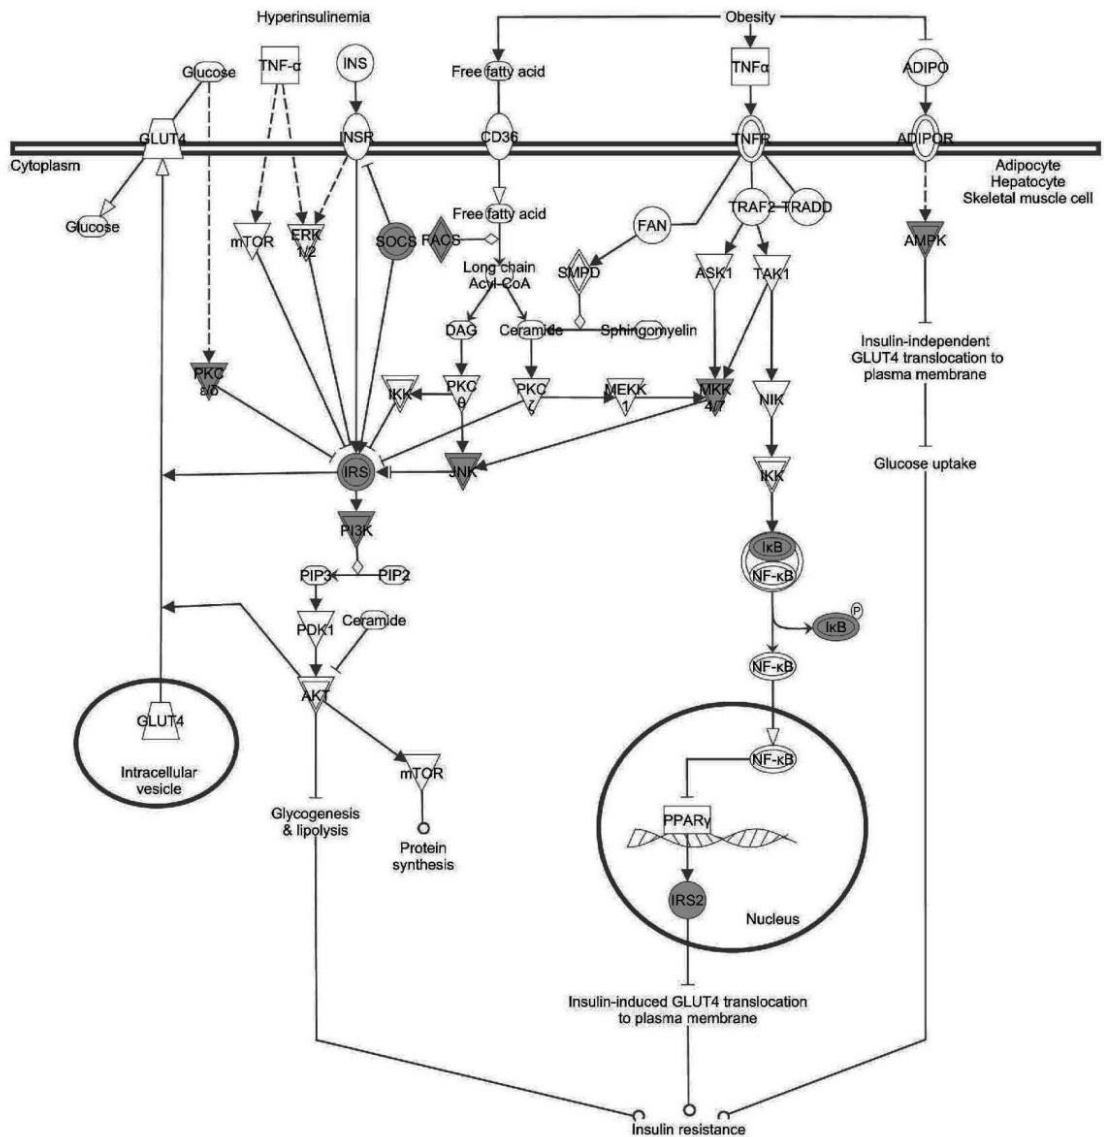 Hyperinsulinemia
Obesity
Glucose
TNF-α
INS
Free fatty acid
TNFα
ADIPO
GLUT4
INSR
CD36
TNFR
ADIPOR
Cytoplasm
Adipocyte
Hepatocyte
Skeletal muscle cell
Glucose
Free fatty acid
FAN
TRAF2
TRADD
mTOR
ERK
1/2
SOCS
FACS
AMPK
Long chain
Acyl-CoA
SMPD
ASK1
TAK1
DAG
Ceramide
Sphingomyelin
Insulin-independent
GLUT4 translocation to
plasma membrane
PKC
ε/δ
IKK
PKC
θ
PKC
ζ
MEKK
1
MKK
4/7
NIK
IRS
JNK
IKK
Glucose uptake
PI3K
IκB
NF-κB
PIP3
PIP2
PDK1
Ceramide
IκB
P
NF-κB
AKT
GLUT4
Intracellular
vesicle
mTOR
NF-κB
Glycogenesis
& lipolysis
Protein
synthesis
PPARγ
IRS2
Nucleus
Insulin-induced GLUT4 translocation
to plasma membrane
Insulin resistance